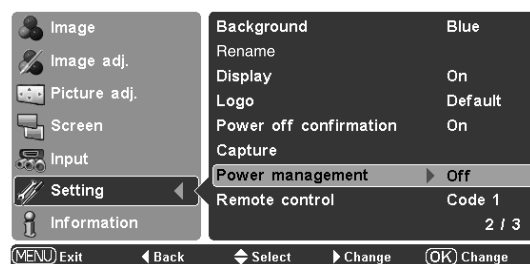 Image
Image adj.
Picture adj.
Screen
Input
Setting
Information
Background Blue
Rename
Display On
Logo Default
Power off confirmation On
Capture
Power management Off
Remote control Code 1
2 / 3
MENU Exit Back Select Change OK Change